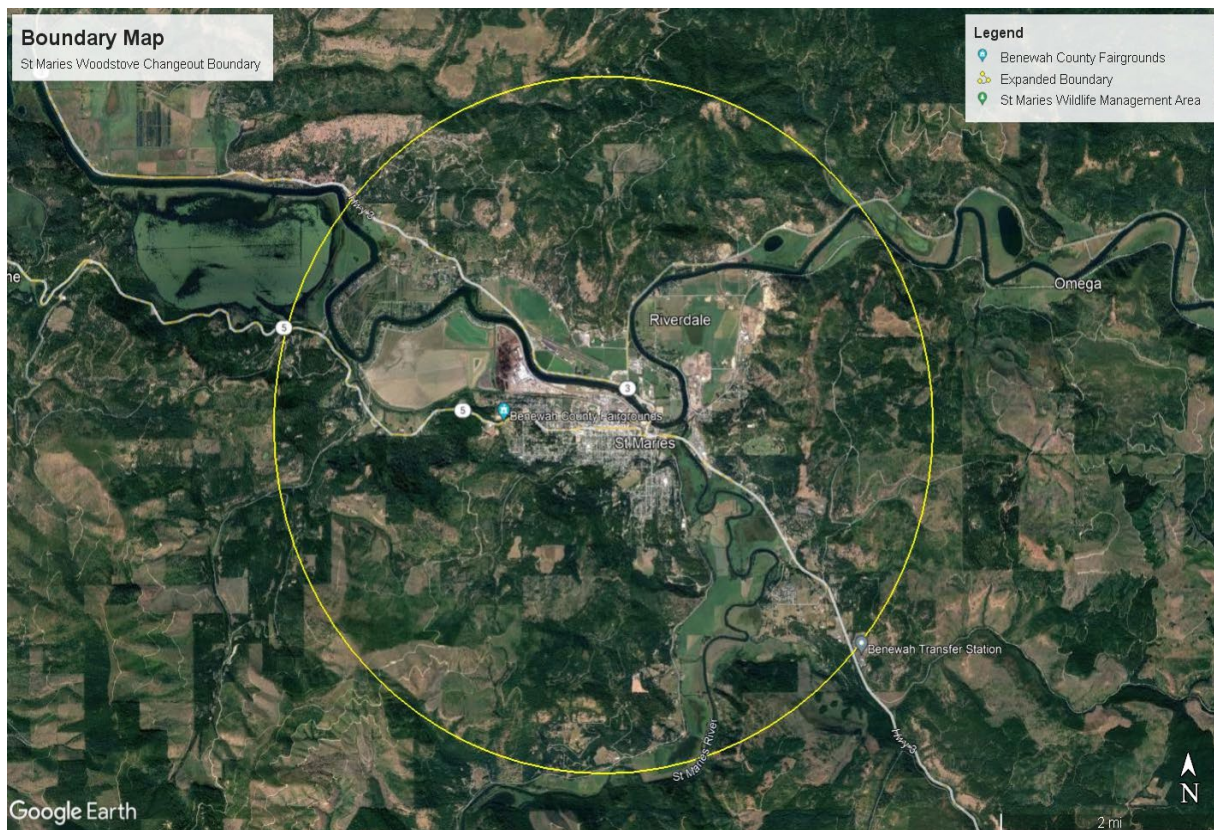 Boundary Map
St Maries Woodstove Changeout Boundary
Legend
Benewah County Fairgrounds
Expanded Boundary
St Maries Wildlife Management Area
Hwy 3
ne
Omega
Riverdale
5
3
5
Benewah County Fairgrounds
St Maries
Benewah Transfer Station
St Maries River
Hwy 3
N
Google Earth
2 mi